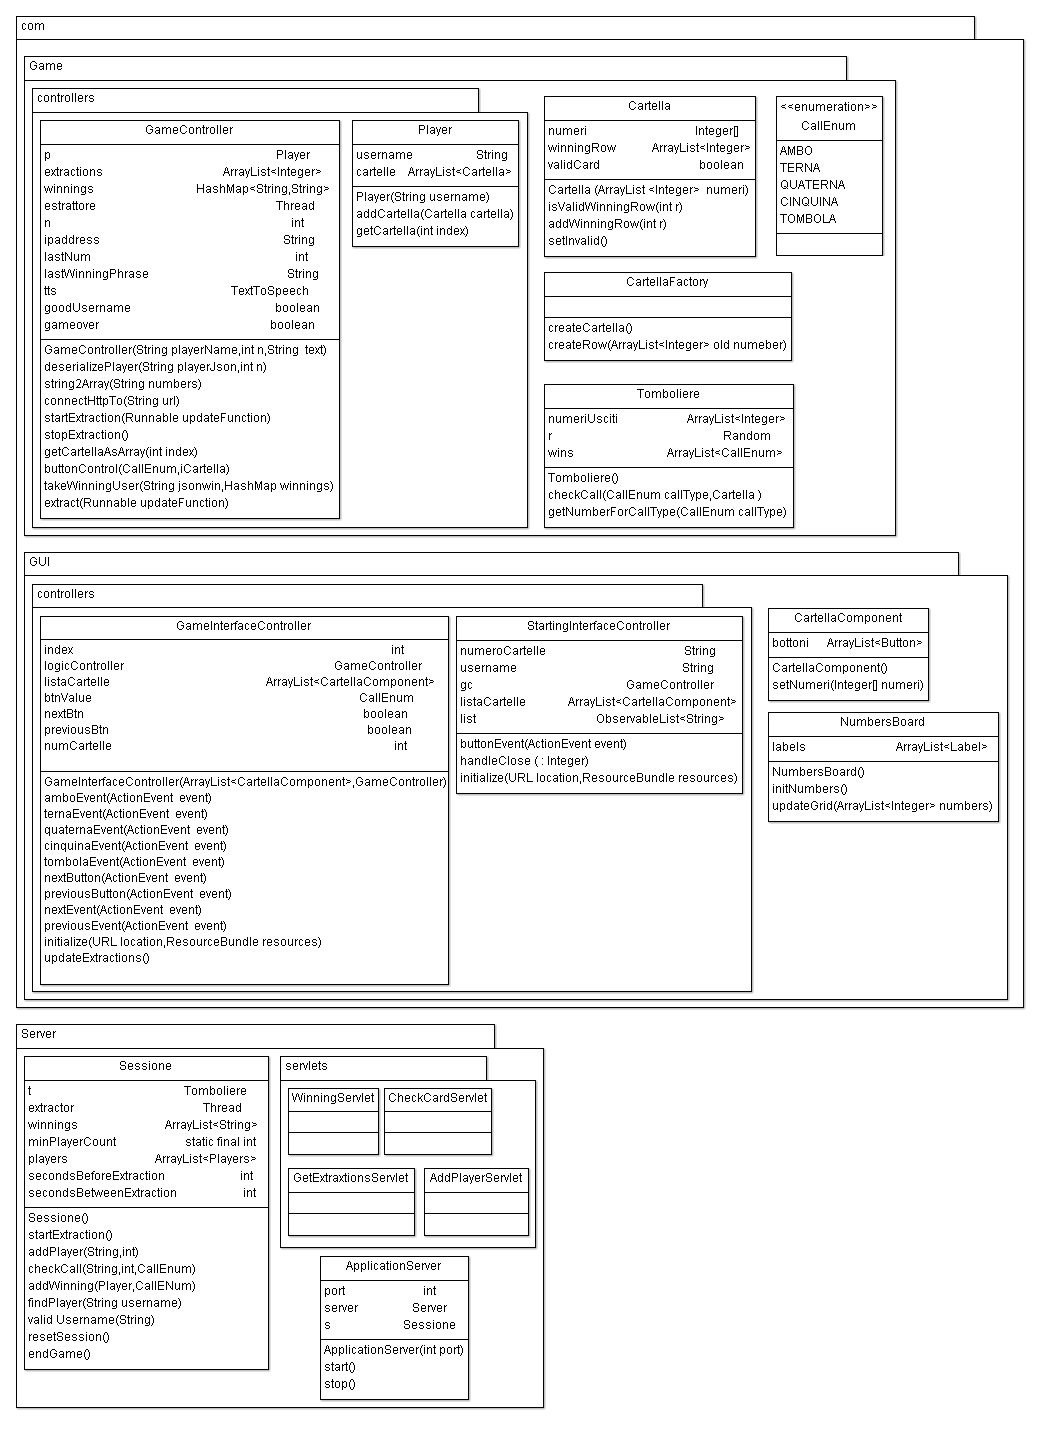 com
Game
controllers
GameController
p Player
extractions ArrayList<Integer>
winnings HashMap<String,String>
estrattore Thread
n int
ipaddress String
lastNum int
lastWinningPhrase String
tts TextToSpeech
goodUsername boolean
gameover boolean
GameController(String playerName,int n,String text)
deserializePlayer(String playerJson,int n)
string2Array(String numbers)
connectHttpTo(String url)
startExtraction(Runnable updateFunction)
stopExtraction()
getCartellaAsArray(int index)
buttonControl(CallEnum,iCartella)
takeWinningUser(String jsonwin,HashMap winnings)
extract(Runnable updateFunction)
Player
username String
cartelle ArrayList<Cartella>
Player(String username)
addCartella(Cartella cartella)
getCartella(int index)
Cartella
numeri Integer[]
winningRow ArrayList<Integer>
validCard boolean
Cartella (ArrayList <Integer> numeri)
isValidWinningRow(int r)
addWinningRow(int r)
setInvalid()
<<enumeration>>
CallEnum
AMBO
TERNA
QUATERNA
CINQUINA
TOMBOLA
CartellaFactory
createCartella()
createRow(ArrayList<Integer> old numeber)
Tomboliere
numeriUsciti ArrayList<Integer>
r Random
wins ArrayList<CallEnum>
Tomboliere()
checkCall(CallEnum callType,Cartella )
getNumberForCallType(CallEnum callType)
GUI
controllers
GameInterfaceController
index int
logicController GameController
listaCartelle ArrayList<CartellaComponent>
btnValue CallEnum
nextBtn boolean
previousBtn boolean
numCartelle int
GameInterfaceController(ArrayList<CartellaComponent>,GameController)
amboEvent(ActionEvent event)
ternaEvent(ActionEvent event)
quaternaEvent(ActionEvent event)
cinquinaEvent(ActionEvent event)
tombolaEvent(ActionEvent event)
nextButton(ActionEvent event)
previousButton(ActionEvent event)
nextEvent(ActionEvent event)
previousEvent(ActionEvent event)
initialize(URL location,ResourceBundle resources)
updateExtractions()
StartingInterfaceController
numeroCartelle String
username String
gc GameController
listaCartelle ArrayList<CartellaComponent>
list ObservableList<String>
buttonEvent(ActionEvent event)
handleClose ( : Integer)
initialize(URL location,ResourceBundle resources)
CartellaComponent
bottoni ArrayList<Button>
CartellaComponent()
setNumeri(Integer[] numeri)
NumbersBoard
labels ArrayList<Label>
NumbersBoard()
initNumbers()
updateGrid(ArrayList<Integer> numbers)
Server
Sessione
t Tomboliere
extractor Thread
winnings ArrayList<String>
minPlayerCount static final int
players ArrayList<Players>
secondsBeforeExtraction int
secondsBetweenExtraction int
Sessione()
startExtraction()
addPlayer(String,int)
checkCall(String,int,CallEnum)
addWinning(Player,CallENum)
findPlayer(String username)
valid Username(String)
resetSession()
endGame()
servlets
WinningServlet
CheckCardServlet
GetExtraxtionsServlet
AddPlayerServlet
ApplicationServer
port int
server Server
s Sessione
ApplicationServer(int port)
start()
stop()